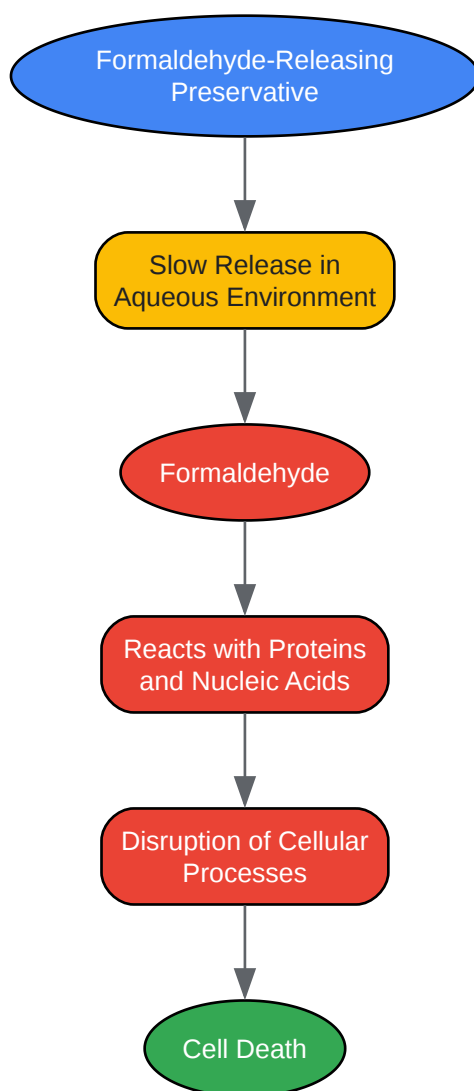 Formaldehyde-Releasing
Preservative
Slow Release in
Aqueous Environment
Formaldehyde
Reacts with Proteins
and Nucleic Acids
Disruption of Cellular
Processes
Cell Death